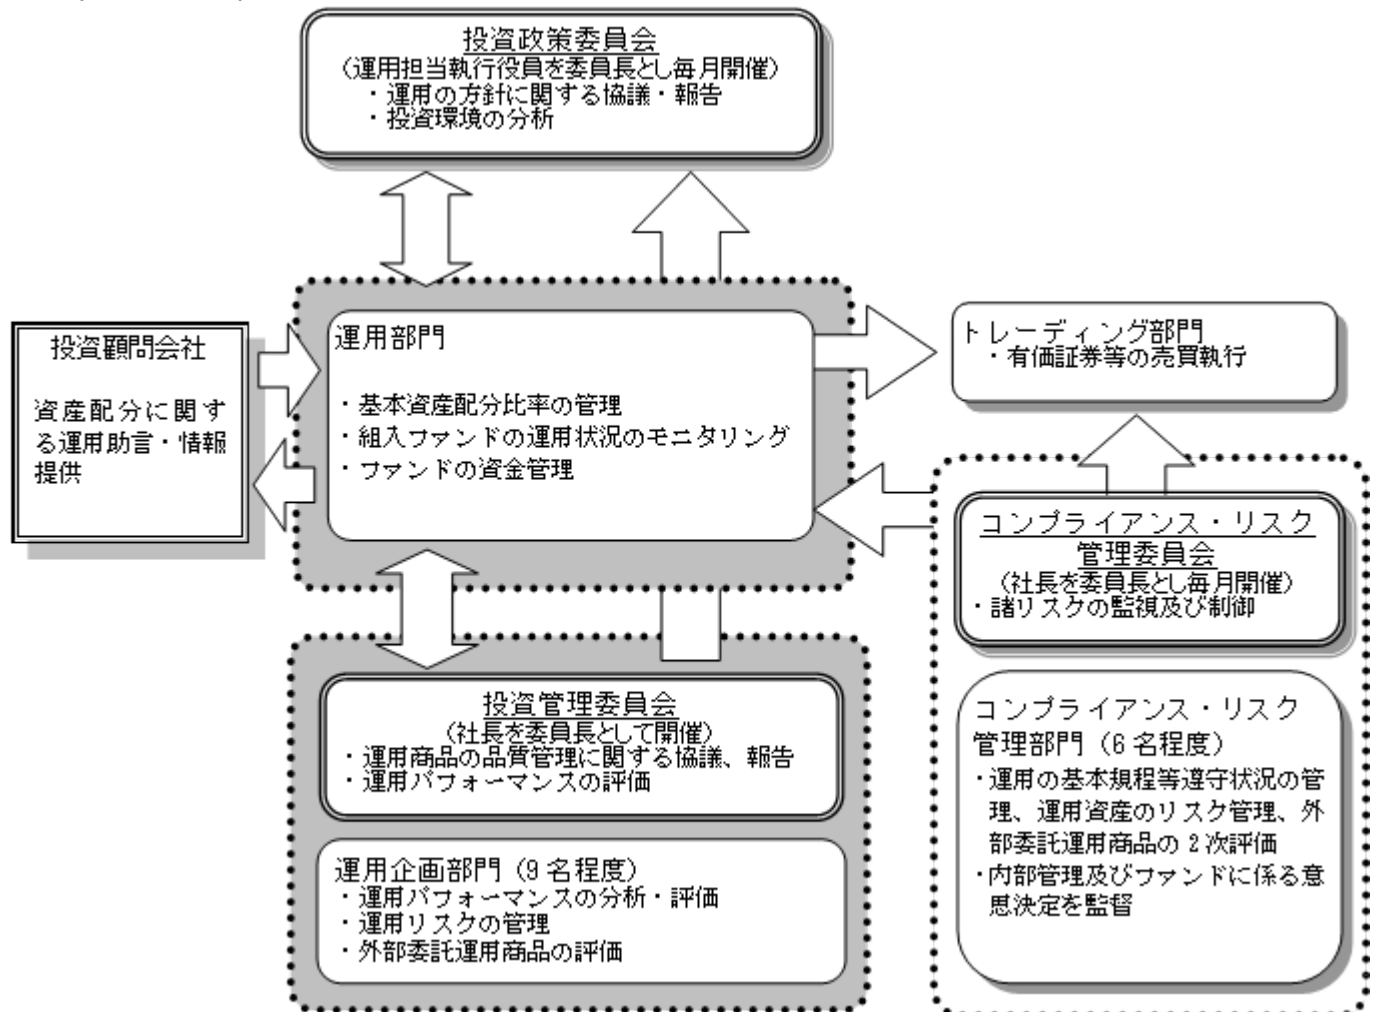 投資政策委員会
（運用担当執行役員を委員長とし毎月開催）
・運用の方針に関する協議・報告
・投資環境の分析
投資顧問会社
資産配分に関す
る運用助言・情報
提供
運用部門
・基本資産配分比率の管理
・組入ファンドの運用状況のモニタリング
・ファンドの資金管理
トレーディング部門
・有価証券等の売買執行
コンプライアンス・リスク
管理委員会
（社長を委員長とし毎月開催）
・諸リスクの監視及び制御
コンプライアンス・リスク
管理部門（6名程度）
・運用の基本規程等遵守状況の管
理、運用資産のリスク管理、外
部委託運用商品の2次評価
・内部管理及びファンドに係る意
思決定を監督
投資管理委員会
（社長を委員長として開催）
・運用商品の品質管理に関する協議、報告
・運用パフォーマンスの評価
運用企画部門（9名程度）
・運用パフォーマンスの分析・評価
・運用リスクの管理
・外部委託運用商品の評価